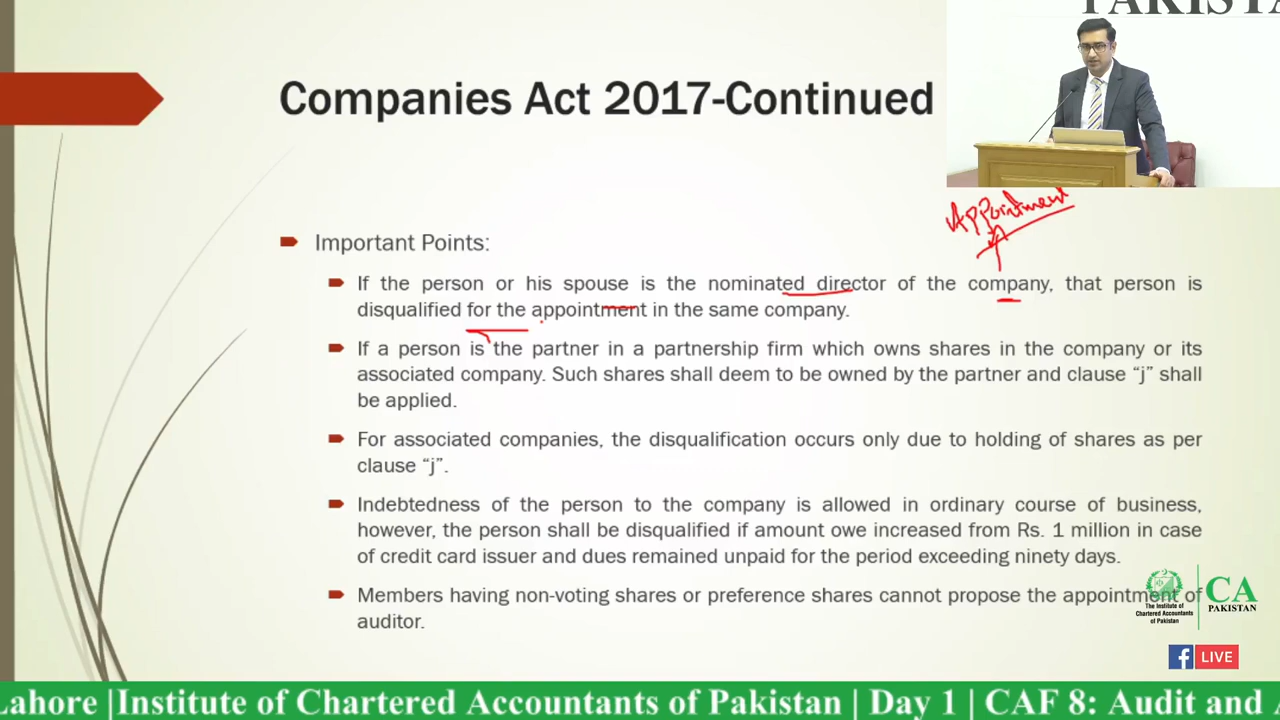 PAKISTA
Companies Act 2017-Continued
Appointment
Important Points:
If the person or his spouse is the nominated director of the company, that person is
disqualified for the appointment in the same company.
If a person is the partner in a partnership firm which owns shares in the company or its
associated company. Such shares shall deem to be owned by the partner and clause “j” shall
be applied.
For associated companies, the disqualification occurs only due to holding of shares as per
clause “j”.
Indebtedness of the person to the company is allowed in ordinary course of business,
however, the person shall be disqualified if amount owe increased from Rs. 1 million in case
of credit card issuer and dues remained unpaid for the period exceeding ninety days.
Members having non-voting shares or preference shares cannot propose the appointment of
auditor.
The Institute of
Chartered Accountants
of Pakistan
CA
PAKISTAN
f LIVE
Lahore |Institute of Chartered Accountants of Pakistan | Day 1 | CAF 8: Audit and A